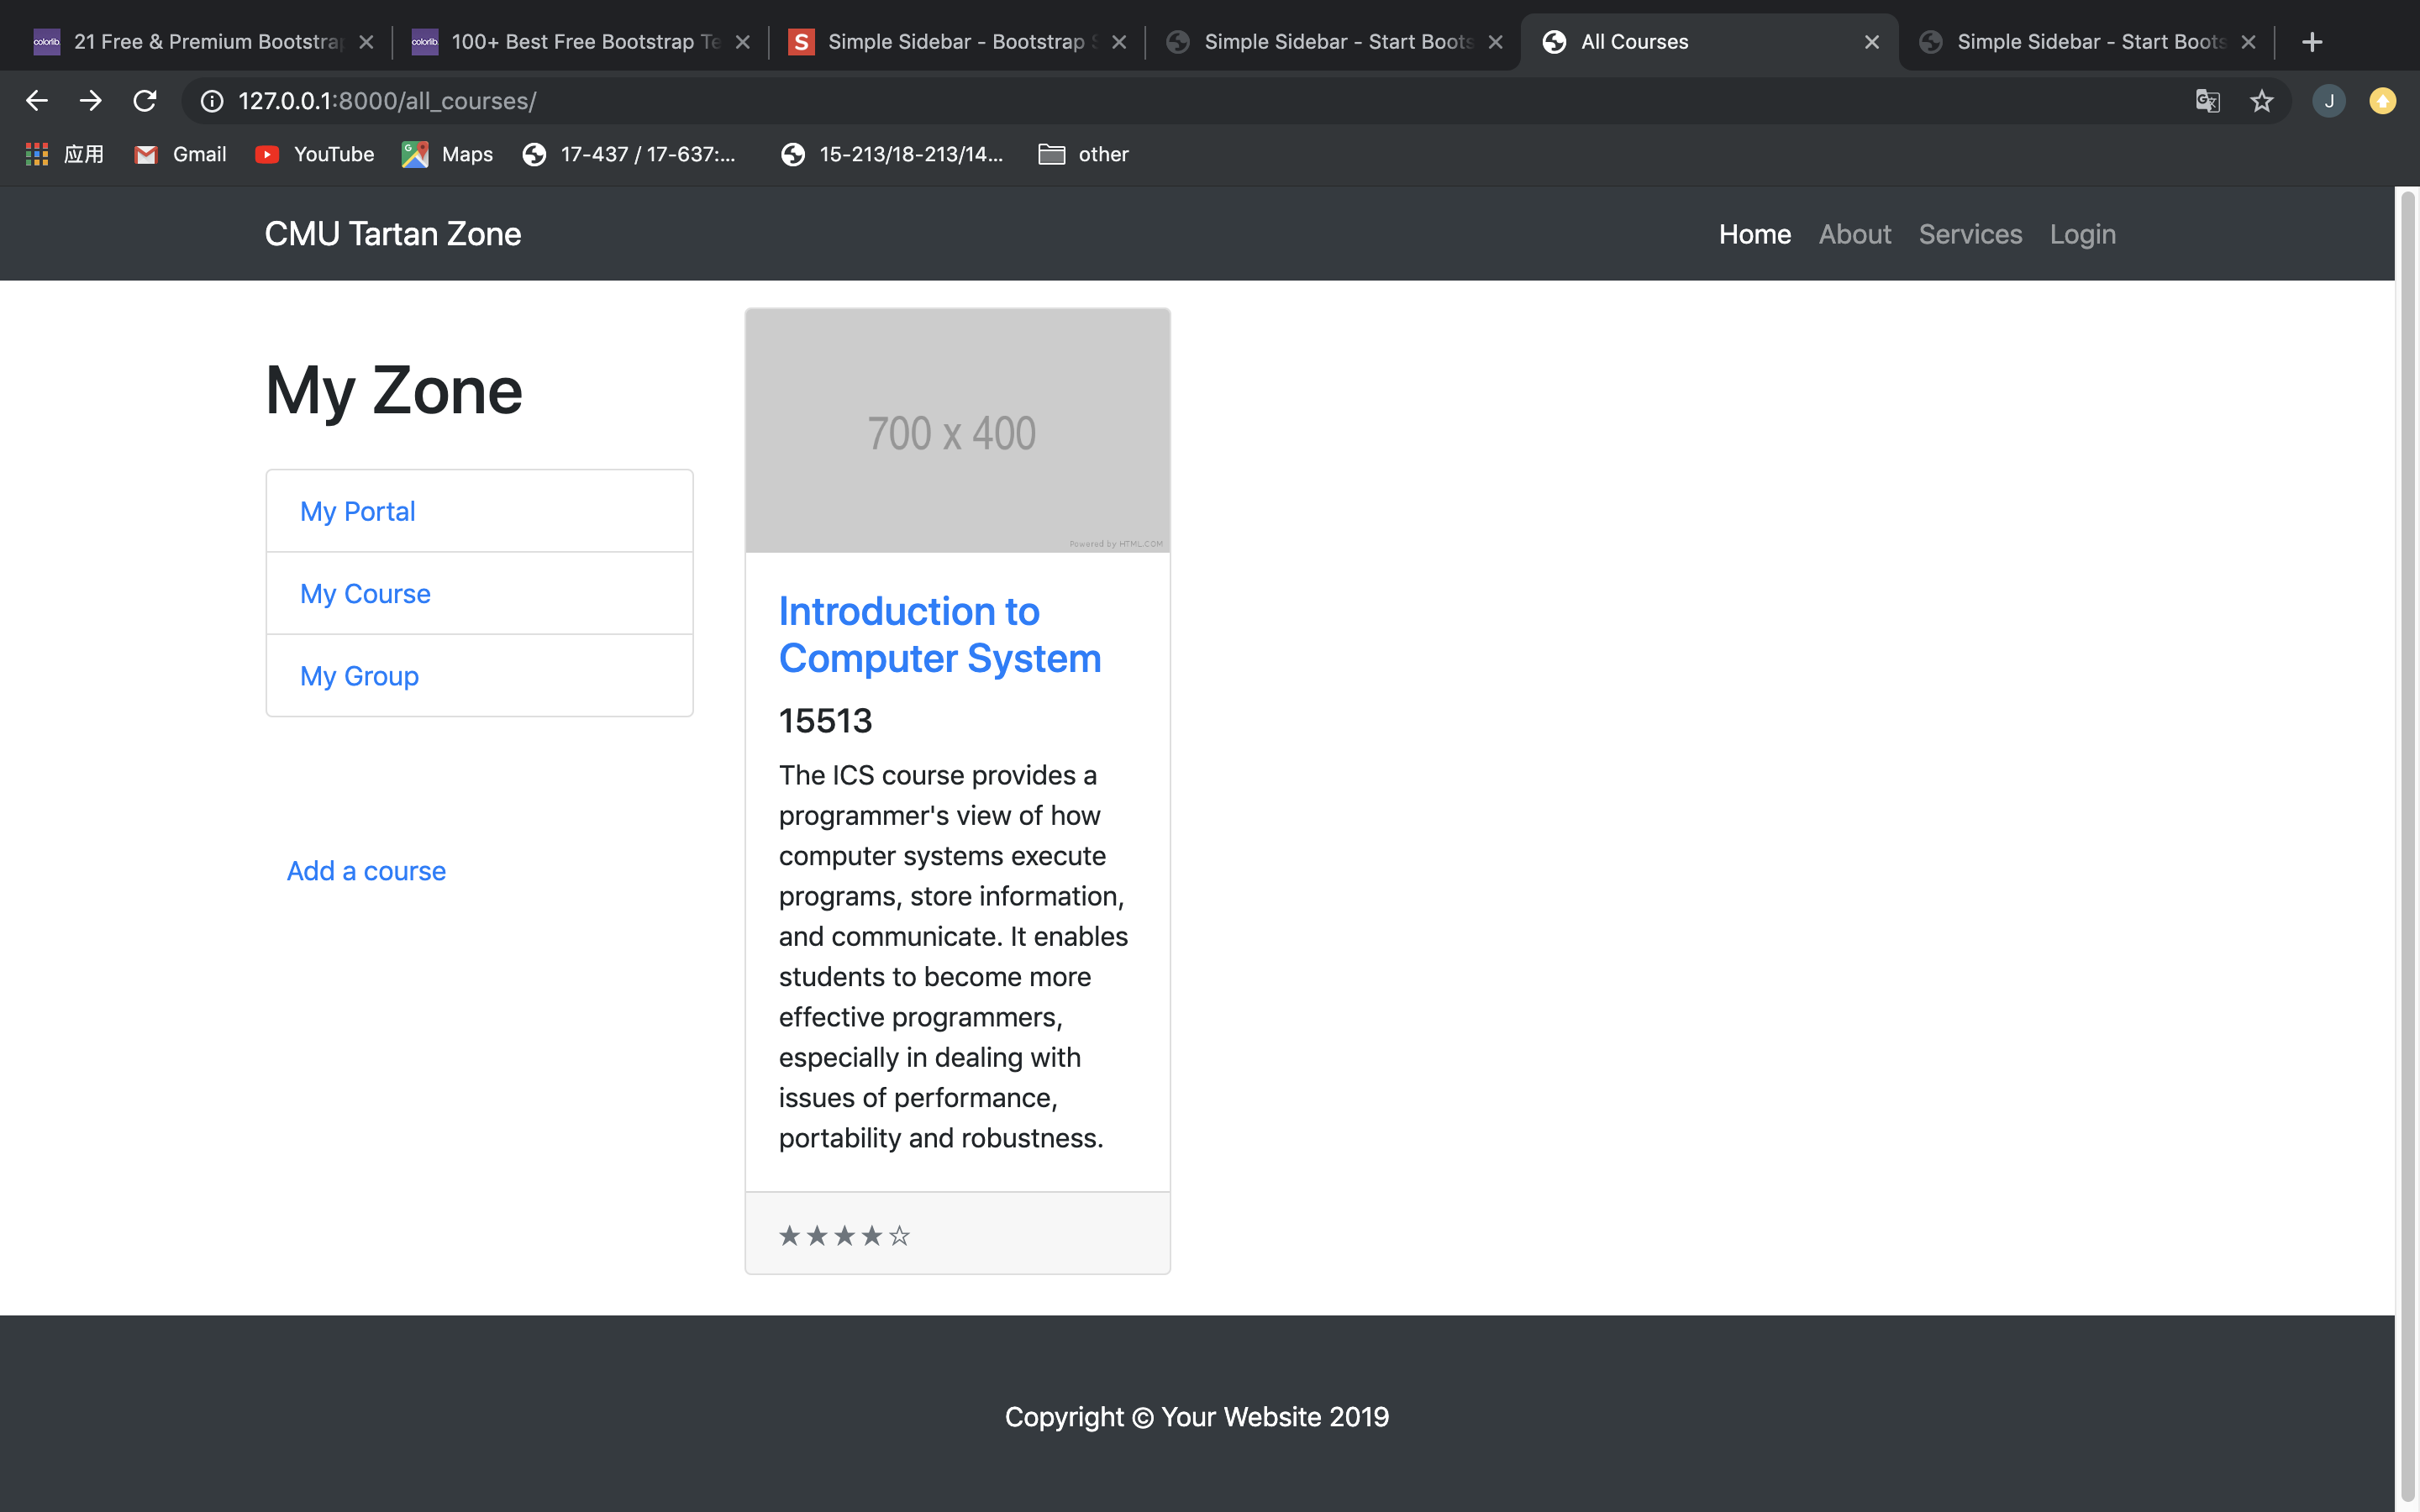 colorlib. 21 Free & Premium Bootstra
colorlib. 100+ Best Free Bootstrap Te
S Simple Sidebar - Bootstrap S
Simple Sidebar - Start Boots
All Courses
Simple Sidebar - Start Boots
127.0.0.1:8000/all_courses/
J
应用
Gmail
YouTube
Maps
17-437 / 17-637:...
15-213/18-213/14...
other
CMU Tartan Zone
Home About Services Login
My Zone
My Portal
My Course
My Group
Add a course
700 x 400
Powered by HTML.COM
Introduction to
Computer System
15513
The ICS course provides a
programmer's view of how
computer systems execute
programs, store information,
and communicate. It enables
students to become more
effective programmers,
especially in dealing with
issues of performance,
portability and robustness.
★ ★ ★ ★ ☆
Copyright © Your Website 2019